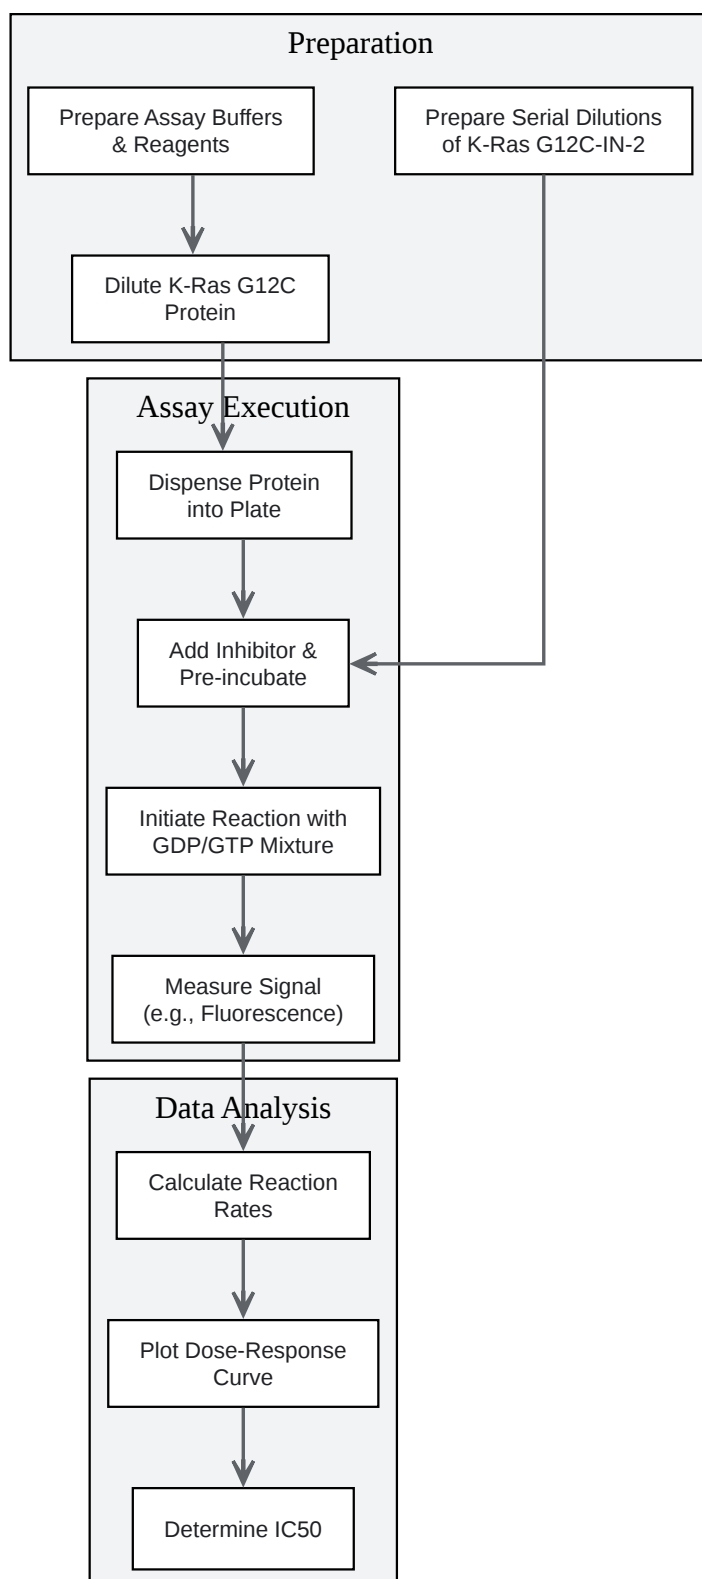 Preparation
Prepare Assay Buffers
& Reagents
Prepare Serial Dilutions
of K-Ras G12C-IN-2
Dilute K-Ras G12C
Protein
Assay Execution
Dispense Protein
into Plate
Add Inhibitor &
Pre-incubate
Initiate Reaction with
GDP/GTP Mixture
Measure Signal
(e.g., Fluorescence)
Data Analysis
Calculate Reaction
Rates
Plot Dose-Response
Curve
Determine IC50